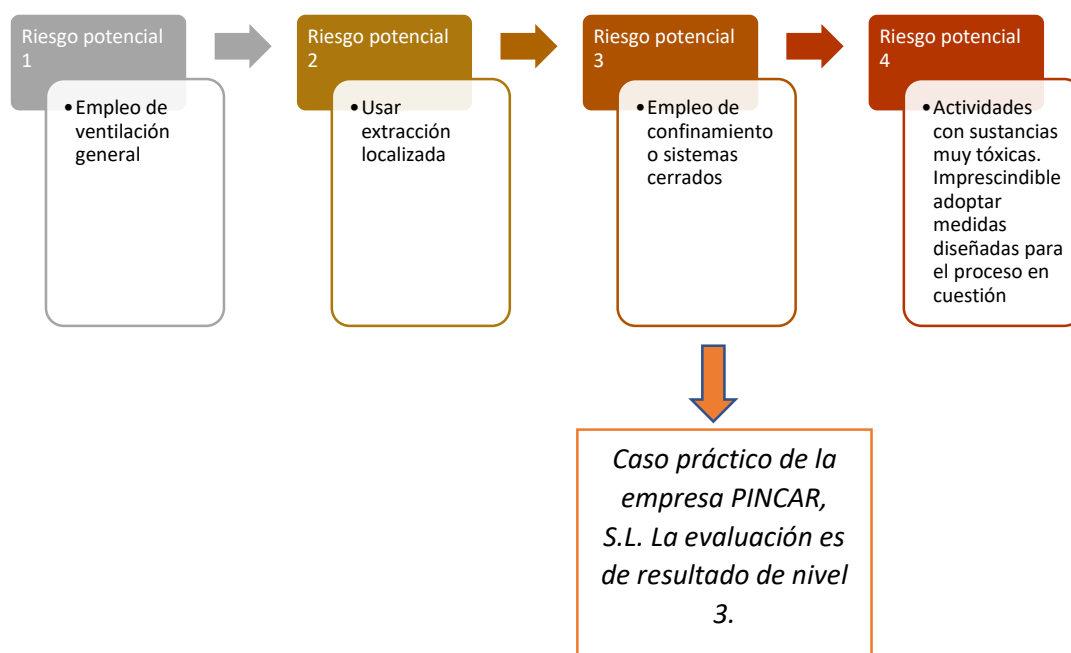 Riesgo potencial
1
• Empleo de
ventilación
general
Riesgo potencial
2
• Usar
extracción
localizada
Riesgo potencial
3
• Empleo de
confinamiento
o sistemas
cerrados
Riesgo potencial
4
• Actividades
con sustancias
muy tóxicas.
Imprescindible
adoptar
medidas
diseñadas para
el proceso en
cuestión
Caso práctico de la
empresa PINCAR,
S.L. La evaluación es
de resultado de nivel
3.